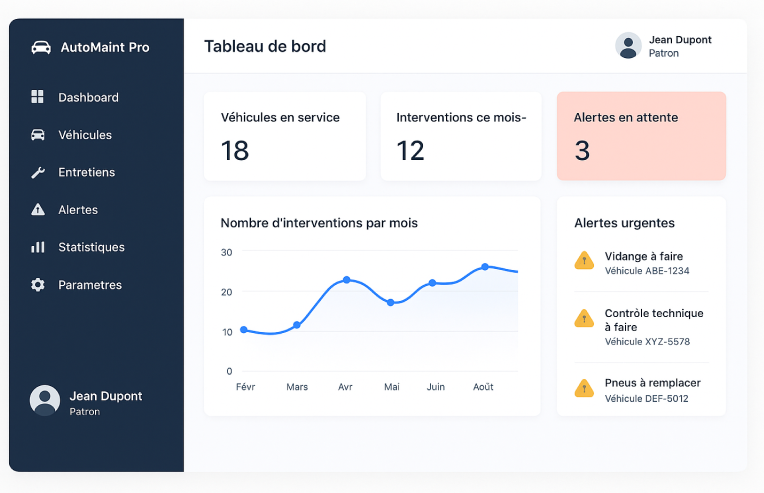 AutoMaint Pro
Dashboard
Véhicules
Entretiens
Alertes
Statistiques
Parametres
Jean Dupont
Patron
Tableau de bord
Jean Dupont
Patron
Véhicules en service
18
Interventions ce mois-
12
Alertes en attente
3
Nombre d'interventions par mois
30
20
10
0
Févr Mars Avr Mai Juin Août
Alertes urgentes
Vidange à faire
Véhicule ABE-1234
Contrôle technique
à faire
Véhicule XYZ-5578
Pneus à remplacer
Véhicule DEF-5012